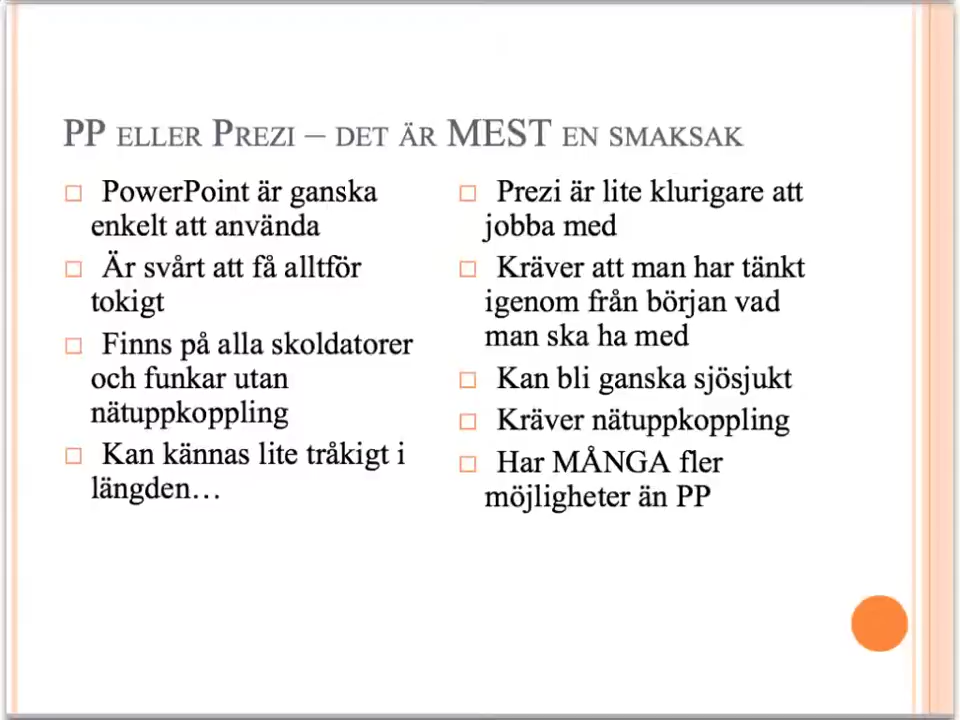 PP ELLER PREZI – DET ÄR MEST EN SMAKSAK
PowerPoint är ganska
enkelt att använda
Är svårt att få alltför
tokigt
Finns på alla skoldatorer
och funkar utan
nätuppkoppling
Kan kännas lite tråkigt i
längden…
Prezi är lite klurigare att
jobba med
Kräver att man har tänkt
igenom från början vad
man ska ha med
Kan bli ganska sjösjukt
Kräver nätuppkoppling
Har MÅNGA fler
möjligheter än PP